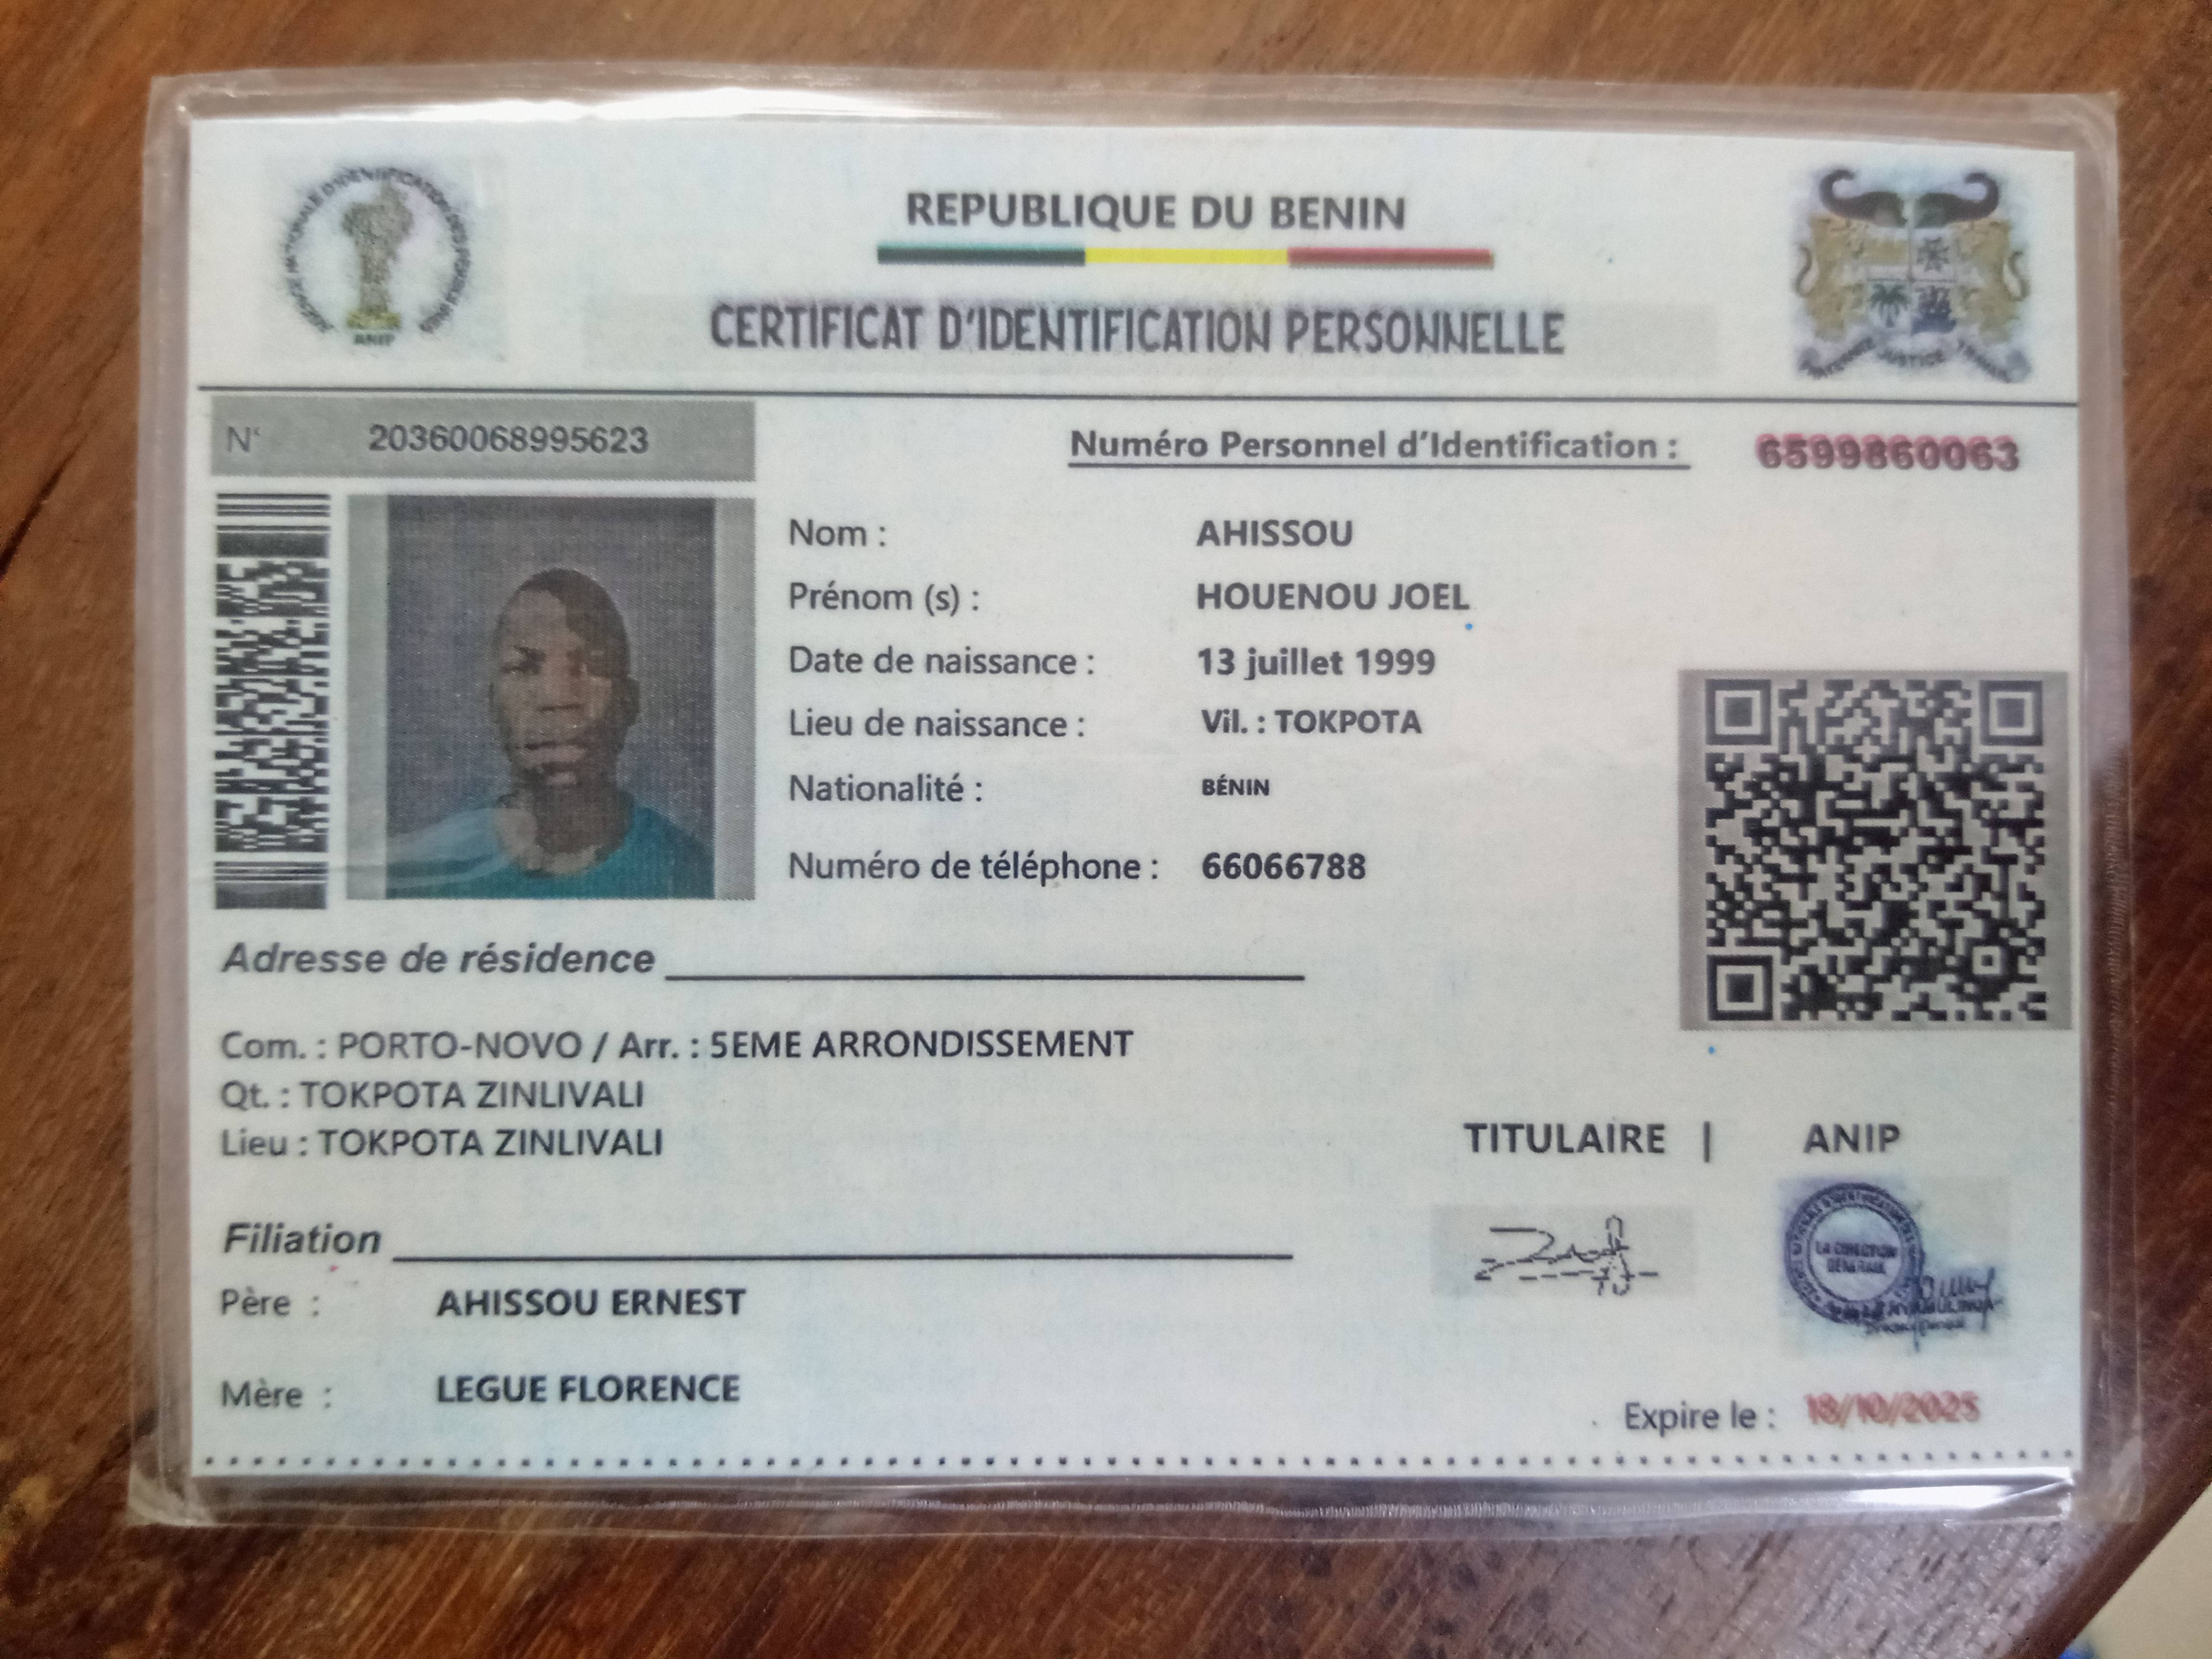 REPUBLIQUE DU BENIN
CERTIFICAT D'IDENTIFICATION PERSONNELLE
ANIP
N° 20360068995623
Numéro Personnel d'Identification : 6599860063
Nom : AHISSOU
Prénom (s) : HOUENOU JOEL
Date de naissance : 13 juillet 1999
Lieu de naissance : Vil. : TOKPOTA
Nationalité : BÉNIN
Numéro de téléphone : 66066788
Adresse de résidence
Com. : PORTO-NOVO / Arr. : 5EME ARRONDISSEMENT
Qt. : TOKPOTA ZINLIVALI
Lieu : TOKPOTA ZINLIVALI
TITULAIRE | ANIP
LA DIRECTION
GENERALE
Filiation
Père : AHISSOU ERNEST
Mère : LEGUE FLORENCE
Expire le : 18/10/2025